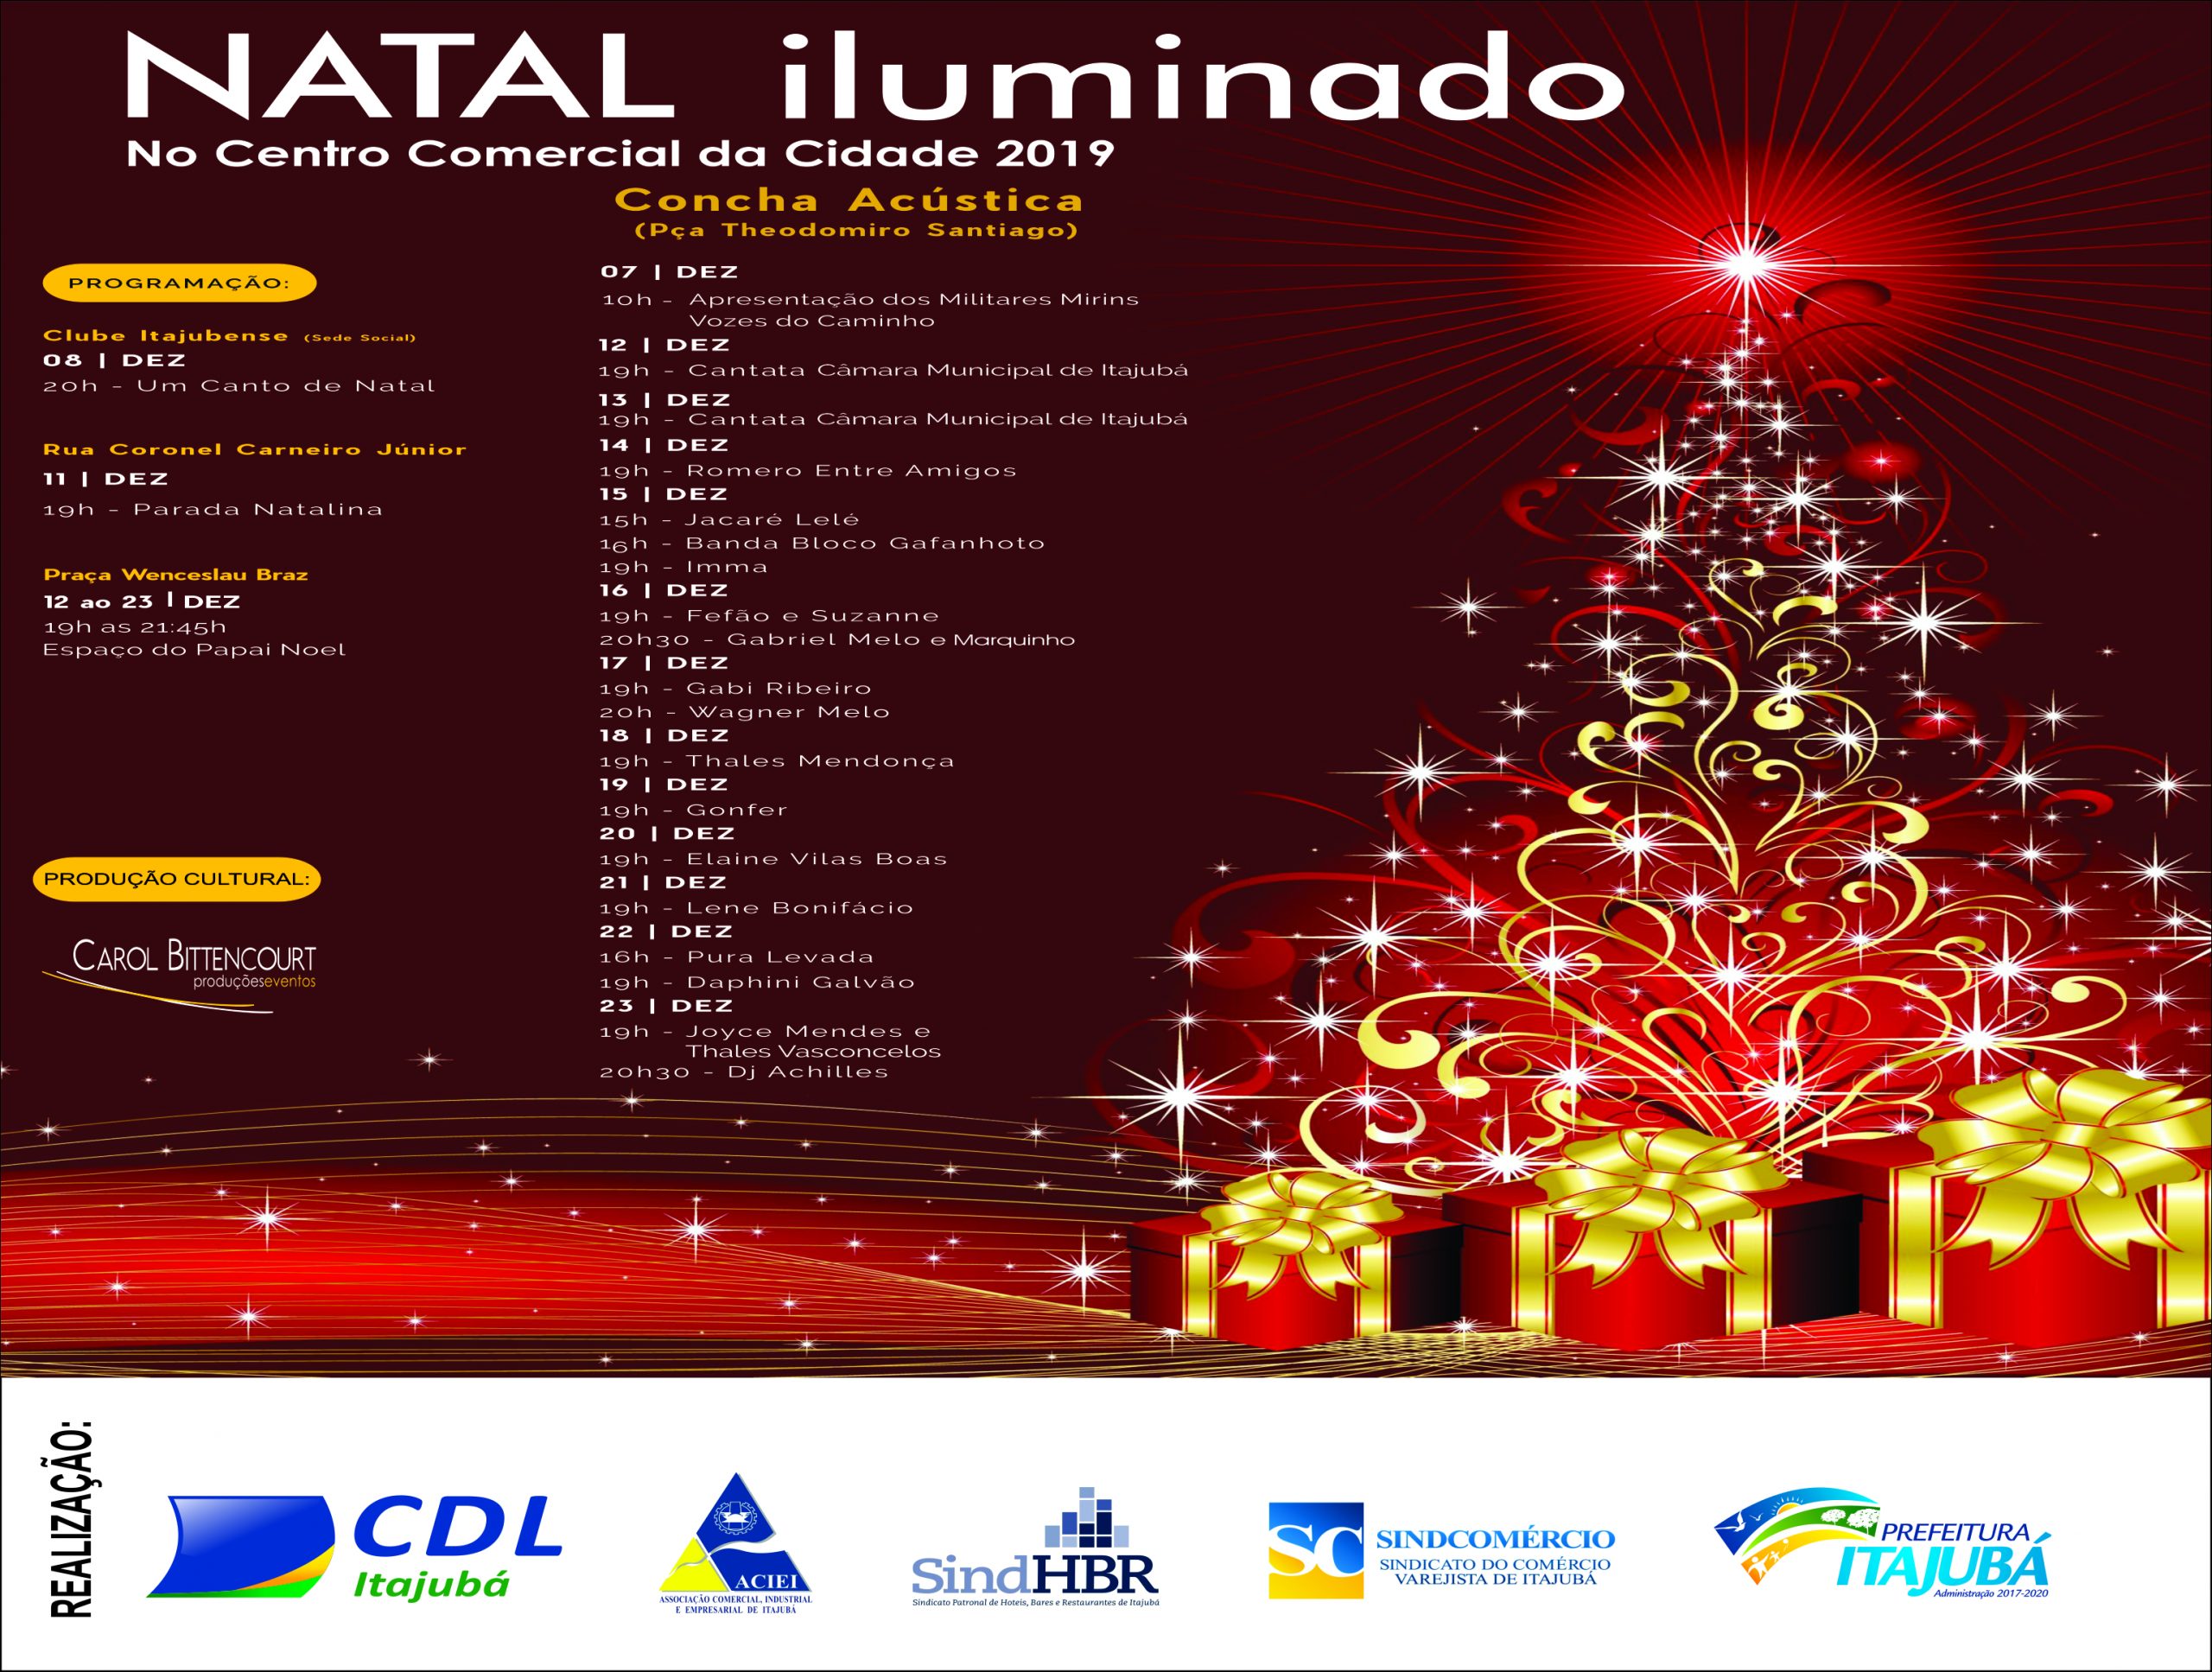 NATAL iluminado
No Centro Comercial da Cidade 2019
Concha Acústica
(Pça Theodomiro Santiago)
PROGRAMAÇÃO:
Clube Itajubense (Sede Social)
08 | DEZ
20h - Um Canto de Natal
Rua Coronel Carneiro Júnior
11 | DEZ
19h - Parada Natalina
Praça Wenceslau Braz
12 ao 23 | DEZ
19h as 21:45h
Espaço do Papai Noel
07 | DEZ
10h - Apresentação dos Militares Mirins
Vozes do Caminho
12 | DEZ
19h - Cantata Câmara Municipal de Itajubá
13 | DEZ
19h - Cantata Câmara Municipal de Itajubá
14 | DEZ
19h - Romero Entre Amigos
15 | DEZ
15h - Jacaré Lelé
16h - Banda Bloco Gafanhoto
19h - Imma
16 | DEZ
19h - Fefão e Suzanne
20h30 - Gabriel Melo e Marquinho
17 | DEZ
19h - Gabi Ribeiro
20h - Wagner Melo
18 | DEZ
19h - Thales Mendonça
19 | DEZ
19h - Gonfer
20 | DEZ
19h - Elaine Vilas Boas
21 | DEZ
19h - Lene Bonifácio
22 | DEZ
16h - Pura Levada
19h - Daphini Galvão
23 | DEZ
19h - Joyce Mendes e
Thales Vasconcelos
20h30 - Dj Achilles
PRODUÇÃO CULTURAL:
CAROL BITTENCOURT
produçõeseventos
REALIZAÇÃO:
CDL
Itajubá
ACIEI
ASSOCIAÇÃO COMERCIAL, INDUSTRIAL
E EMPRESARIAL DE ITAJUBÁ
SindHBR
Sindicato Patronal de Hoteis, Bares e Restaurantes de Itajubá
SC
SINDCOMÉRCIO
SINDICATO DO COMÉRCIO
VAREJISTA DE ITAJUBÁ
PREFEITURA
ITAJUBÁ
Administração 2017-2020